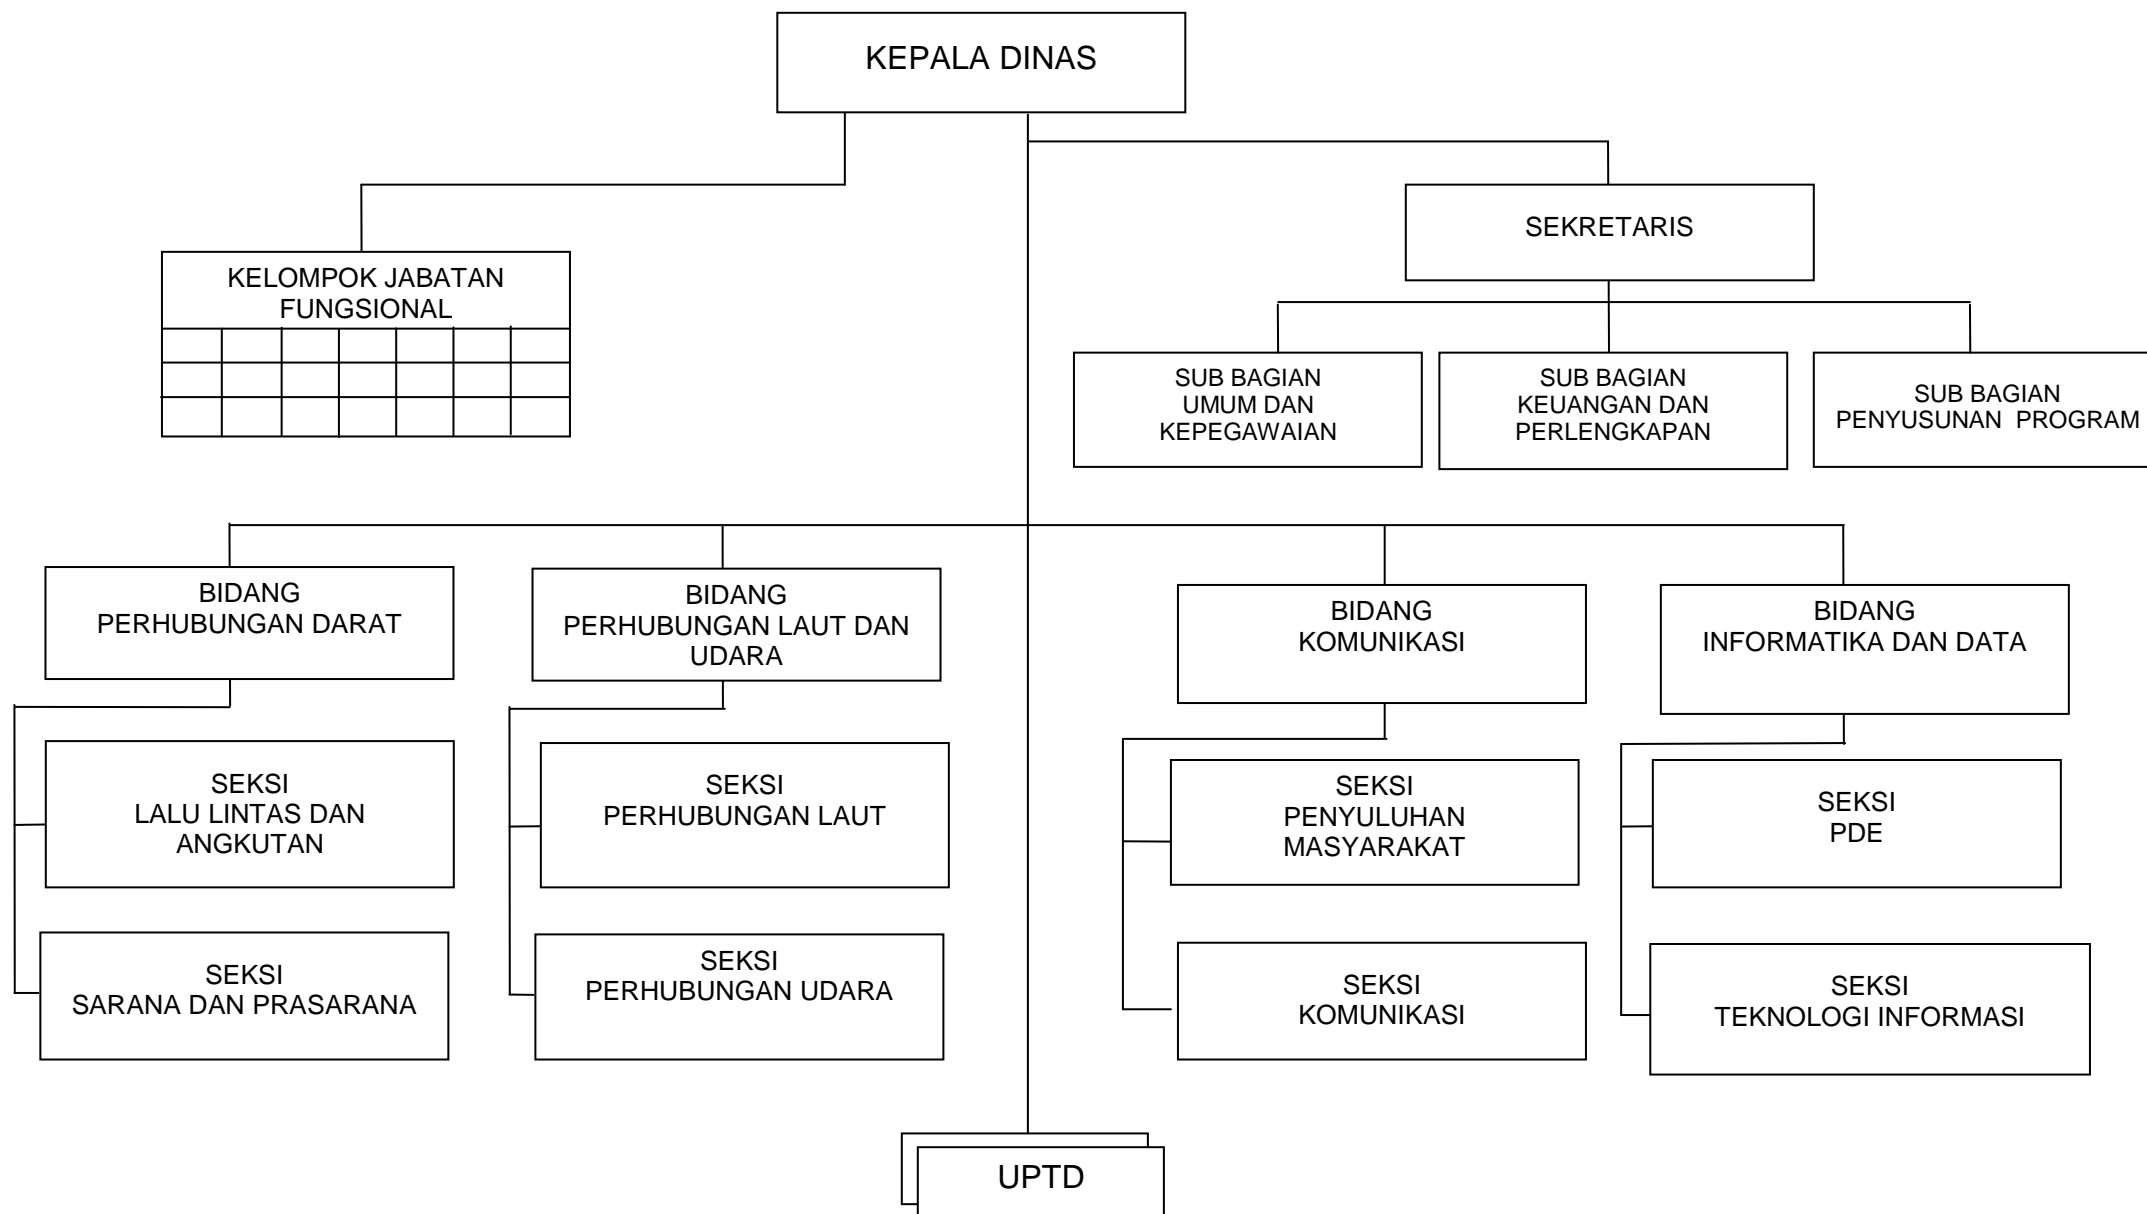 KEPALA DINAS
SEKRETARIS
KELOMPOK JABATAN
FUNGSIONAL
SUB BAGIAN
UMUM DAN
KEPEGAWAIAN
SUB BAGIAN
KEUANGAN DAN
PERLENGKAPAN
SUB BAGIAN
PENYUSUNAN PROGRAM
BIDANG
PERHUBUNGAN DARAT
BIDANG
PERHUBUNGAN LAUT DAN
UDARA
BIDANG
KOMUNIKASI
BIDANG
INFORMATIKA DAN DATA
SEKSI
LALU LINTAS DAN
ANGKUTAN
SEKSI
PERHUBUNGAN LAUT
SEKSI
PENYULUHAN
MASYARAKAT
SEKSI
PDE
SEKSI
SARANA DAN PRASARANA
SEKSI
PERHUBUNGAN UDARA
SEKSI
KOMUNIKASI
SEKSI
TEKNOLOGI INFORMASI
UPTD